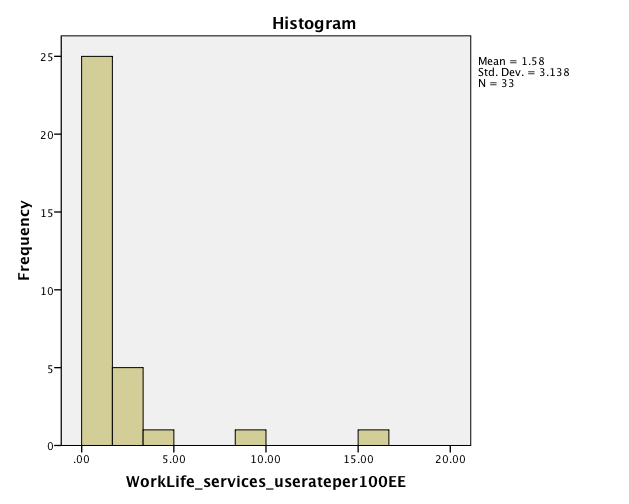 Histogram
Mean = 1.58
Std. Dev. = 3.138
N = 33
25
20
15
10
5
0
Frequency
.00 5.00 10.00 15.00 20.00
WorkLife_services_userateper100EE